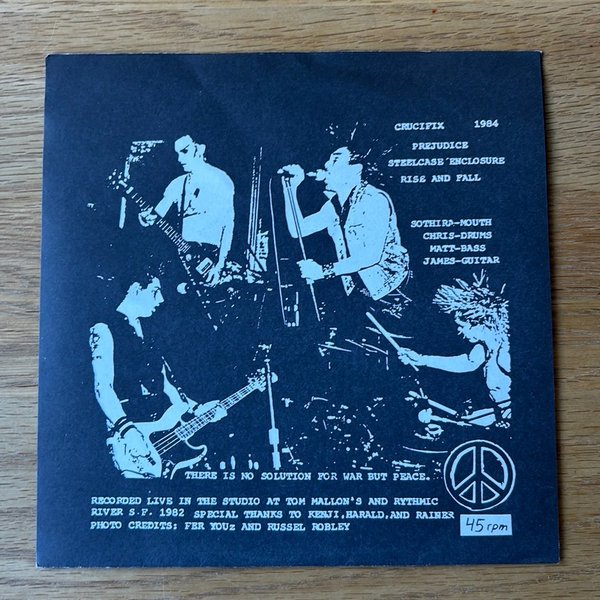 CRUCIFIX 1984
PREJUDICE
STEELCASE ENCLOSURE
RISE AND FALL
SOTHIRA-MOUTH
CHRIS-DRUMS
MATT-BASS
JAMES-GUITAR
THERE IS NO SOLUTION FOR WAR BUT PEACE.
RECORDED LIVE IN THE STUDIO AT TOM MALLON'S AND RYTHMIC
RIVER S.F. 1982 SPECIAL THANKS TO KENJI,HARALD,AND RAINER
PHOTO CREDITS: FER YOUz AND RUSSEL ROBLEY
45 rpm